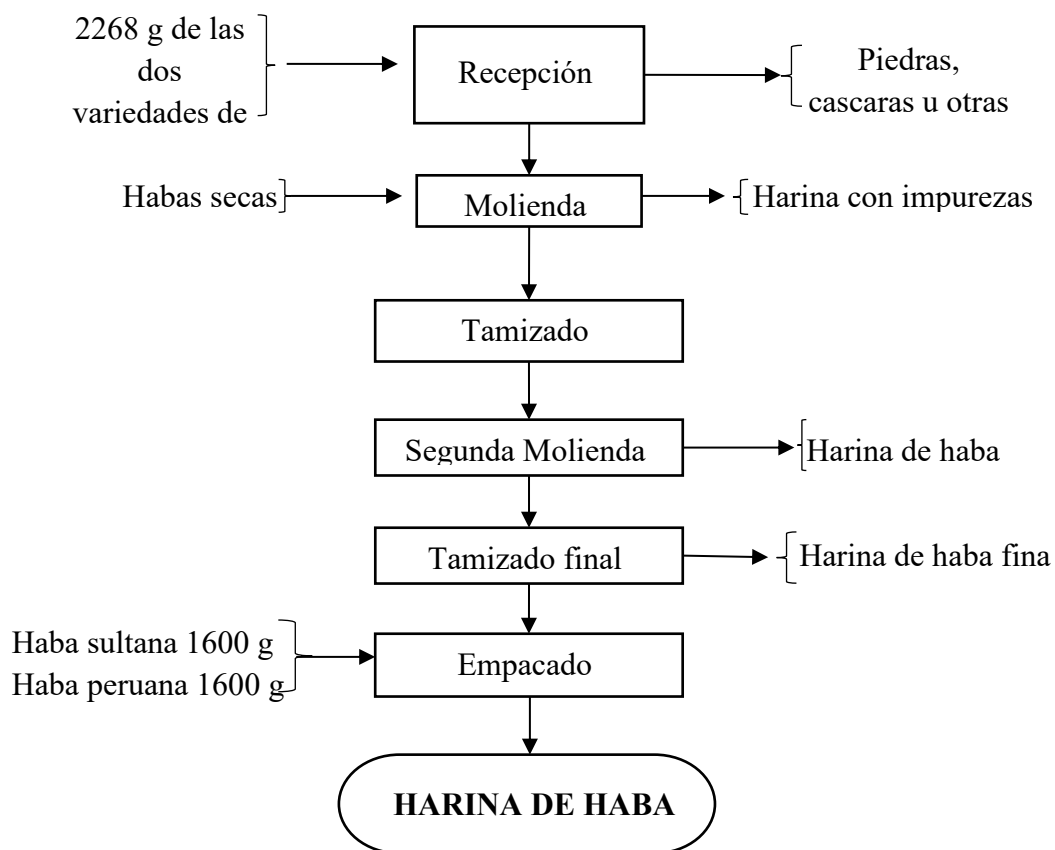 2268 g de las
dos
variedades de
Recepción
Piedras,
cascaras u otras
Habas secas
Molienda
Harina con impurezas
Tamizado
Segunda Molienda
Harina de haba
Tamizado final
Harina de haba fina
Haba sultana 1600 g
Haba peruana 1600 g
Empacado
HARINA DE HABA